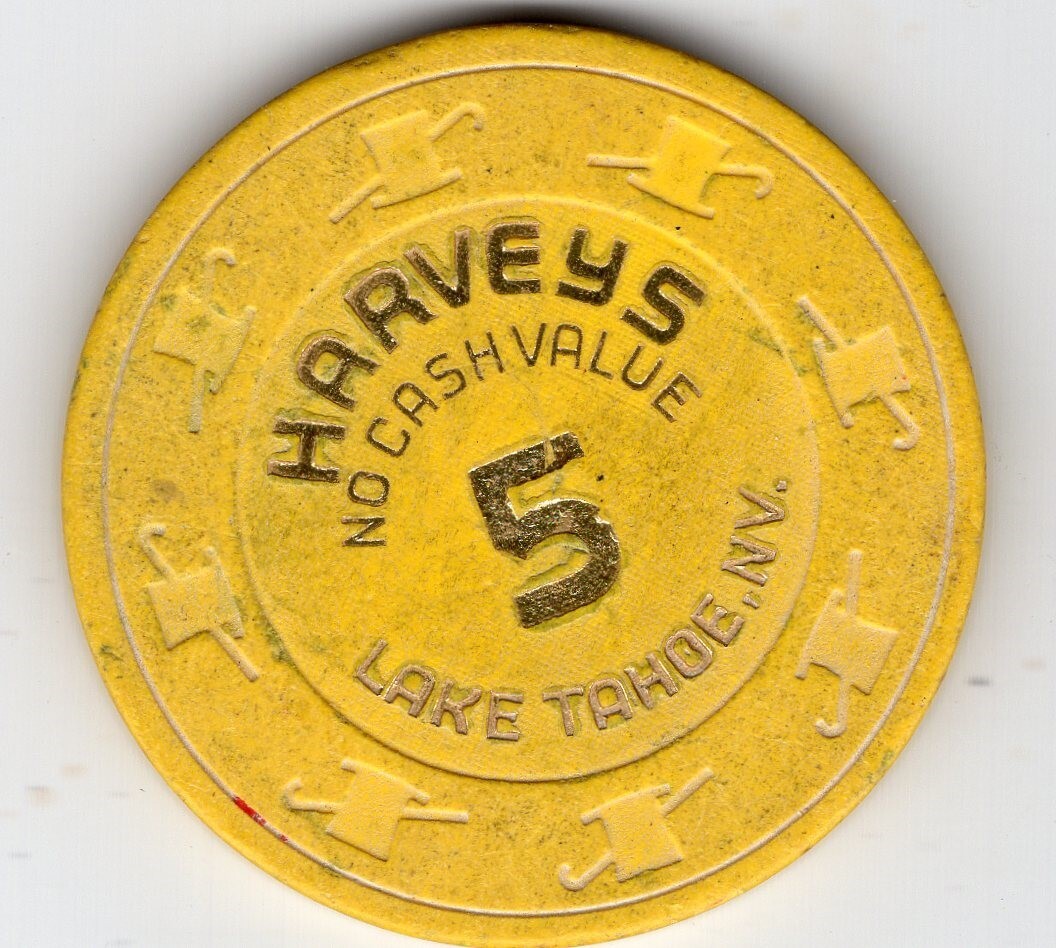 HARVEYS
NO CASH VALUE
5
LAKE TAHOE, NV.